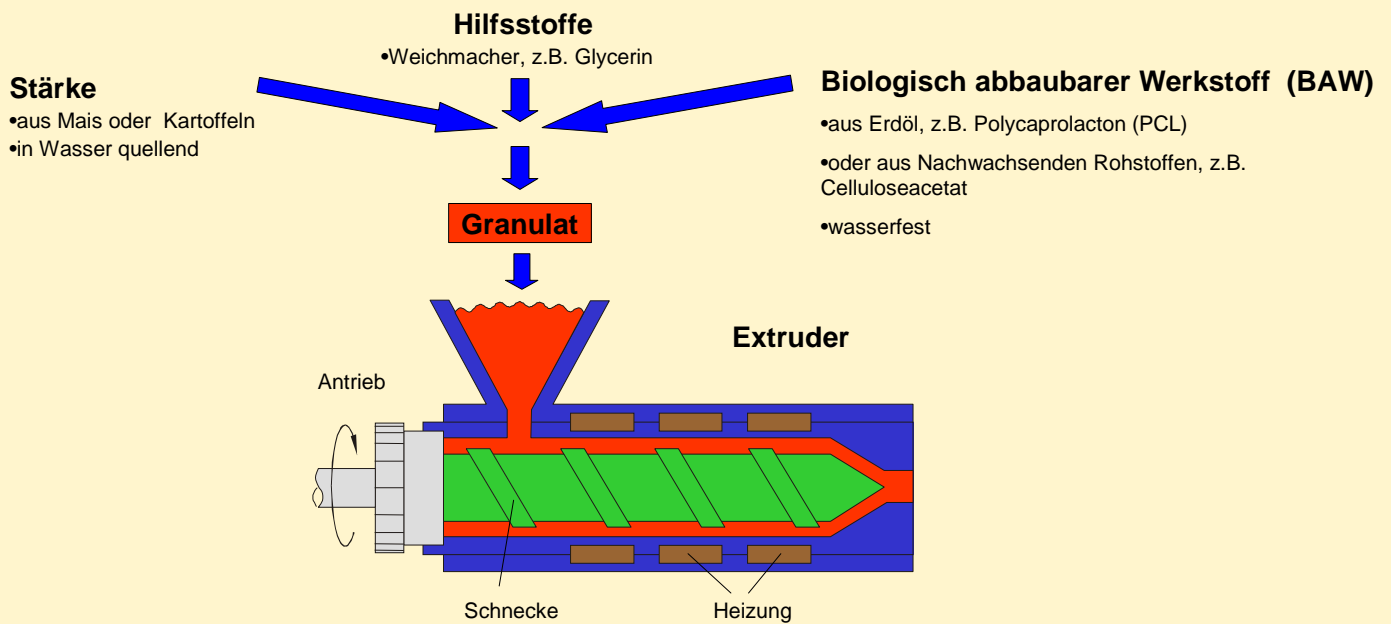 Hilfsstoffe
•Weichmacher, z.B. Glycerin
Stärke
•aus Mais oder Kartoffeln
•in Wasser quellend
Biologisch abbaubarer Werkstoff (BAW)
•aus Erdöl, z.B. Polycaprolacton (PCL)
•oder aus Nachwachsenden Rohstoffen, z.B.
Celluloseacetat
•wasserfest
Granulat
Extruder
Antrieb
Schnecke
Heizung